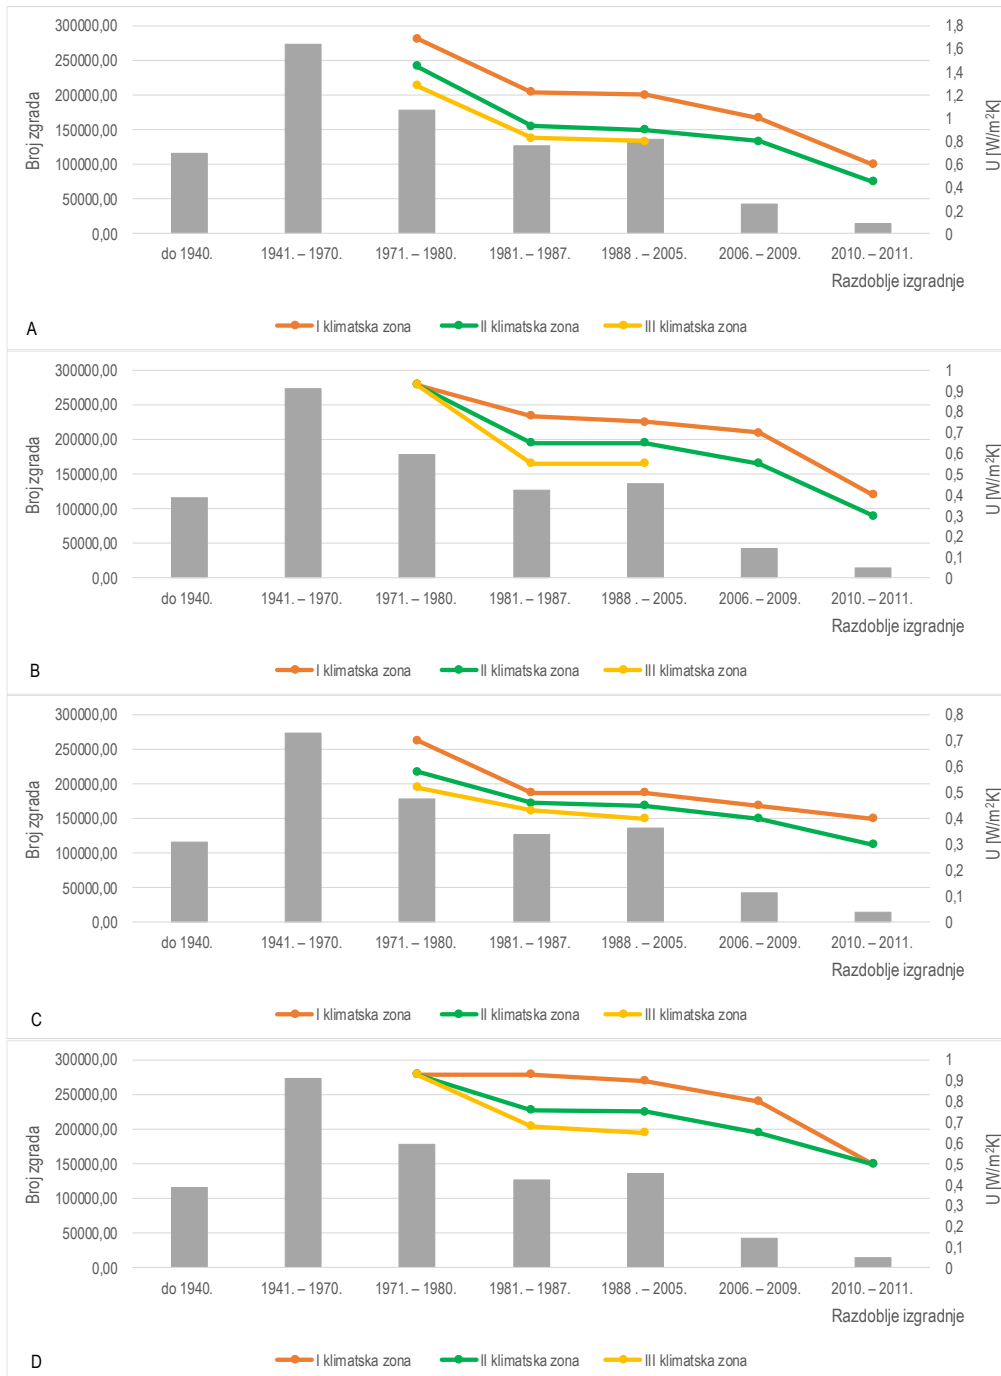 300000,00
250000,00
200000,00
150000,00
100000,00
50000,00
0,00
Broj zgrada
1,8
1,6
1,4
1,2
1
0,8
0,6
0,4
0,2
0
U [W/m²K]
do 1940. 1941. – 1970. 1971. – 1980. 1981. – 1987. 1988 . – 2005. 2006. – 2009. 2010. – 2011.
Razdoblje izgradnje
A
I klimatska zona II klimatska zona III klimatska zona
300000,00
250000,00
200000,00
150000,00
100000,00
50000,00
0,00
Broj zgrada
1
0,9
0,8
0,7
0,6
0,5
0,4
0,3
0,2
0,1
0
U [W/m²K]
do 1940. 1941. – 1970. 1971. – 1980. 1981. – 1987. 1988 . – 2005. 2006. – 2009. 2010. – 2011.
Razdoblje izgradnje
B
I klimatska zona II klimatska zona III klimatska zona
300000,00
250000,00
200000,00
150000,00
100000,00
50000,00
0,00
Broj zgrada
0,8
0,7
0,6
0,5
0,4
0,3
0,2
0,1
0
U [W/m²K]
do 1940. 1941. – 1970. 1971. – 1980. 1981. – 1987. 1988 . – 2005. 2006. – 2009. 2010. – 2011.
Razdoblje izgradnje
C
I klimatska zona II klimatska zona III klimatska zona
300000,00
250000,00
200000,00
150000,00
100000,00
50000,00
0,00
Broj zgrada
1
0,9
0,8
0,7
0,6
0,5
0,4
0,3
0,2
0,1
0
U [W/m²K]
do 1940. 1941. – 1970. 1971. – 1980. 1981. – 1987. 1988 . – 2005. 2006. – 2009. 2010. – 2011.
Razdoblje izgradnje
D
I klimatska zona II klimatska zona III klimatska zona